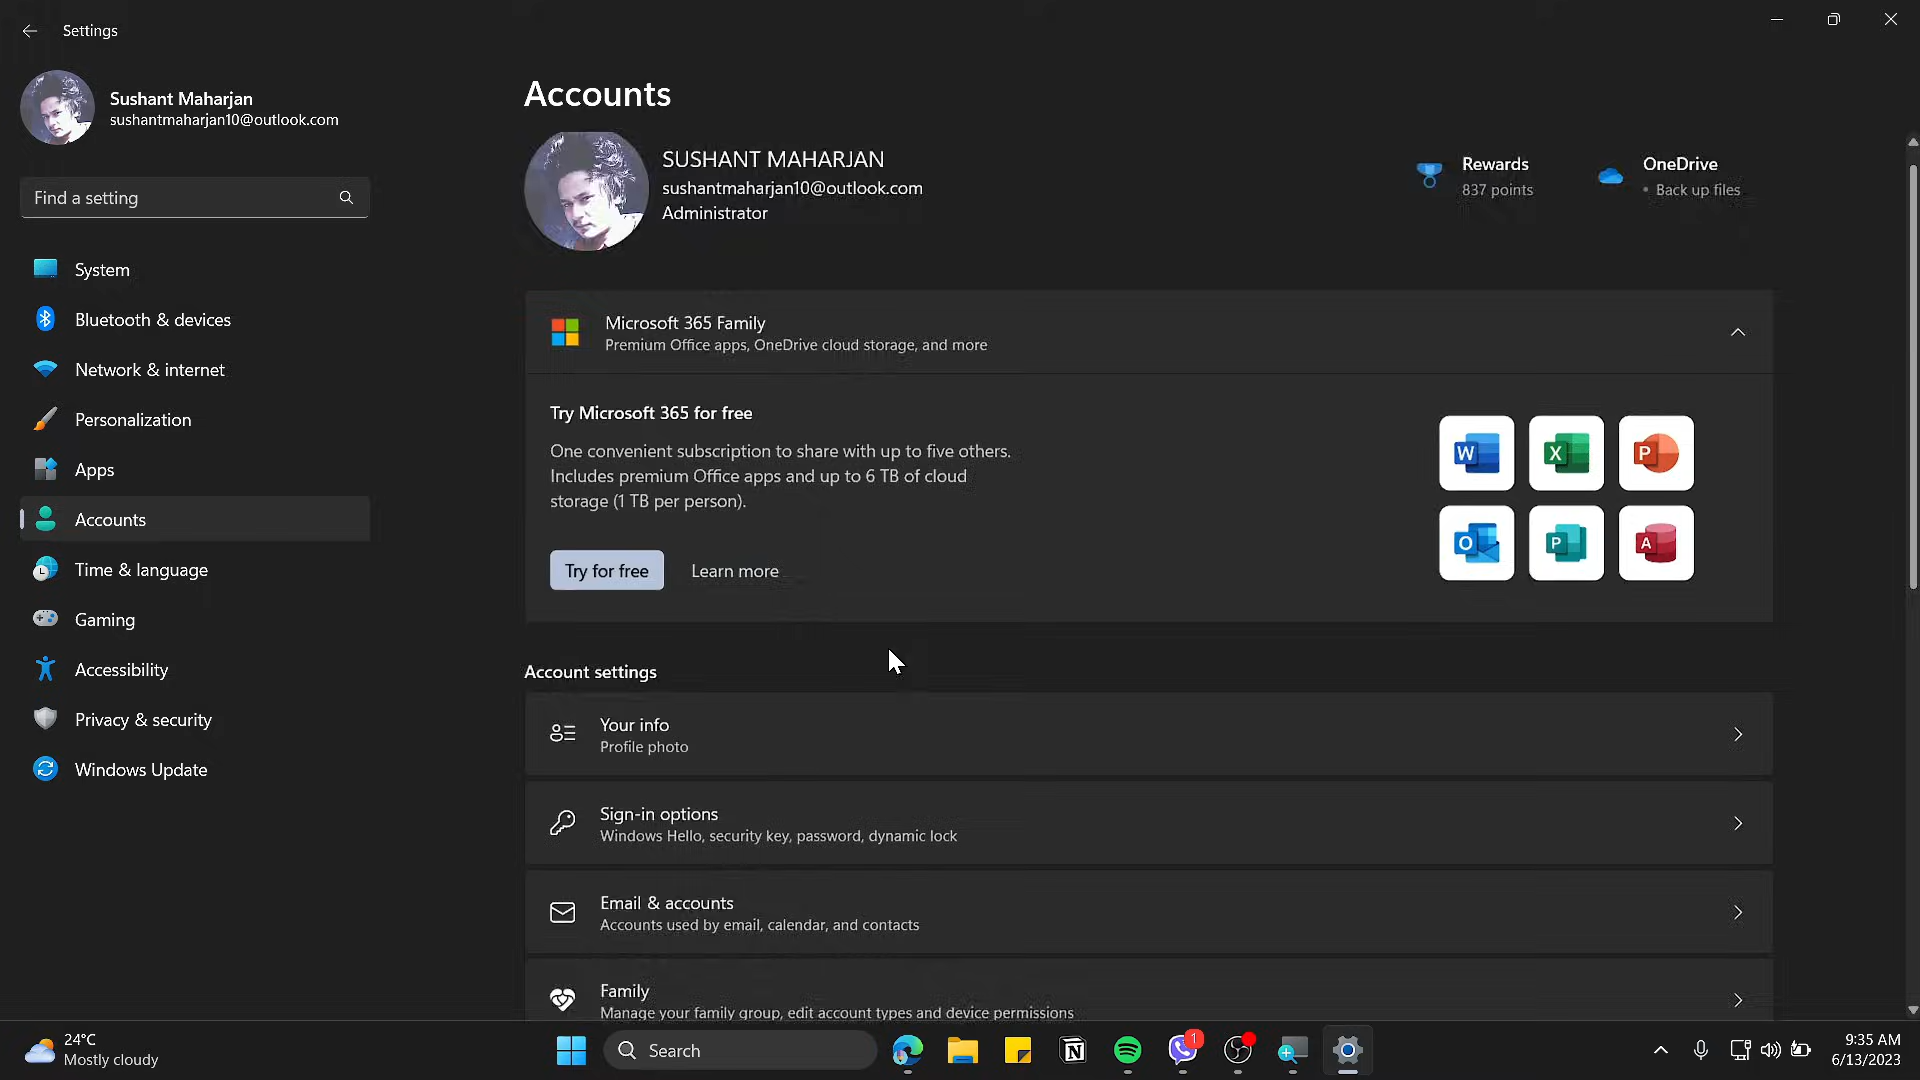 Settings
Sushant Maharjan
sushantmaharjan10@outlook.com
Find a setting
System
Bluetooth & devices
Network & internet
Personalization
Apps
Accounts
Time & language
Gaming
Accessibility
Privacy & security
Windows Update
Accounts
SUSHANT MAHARJAN
sushantmaharjan10@outlook.com
Administrator
Rewards
837 points
OneDrive
• Back up files
Microsoft 365 Family
Premium Office apps, OneDrive cloud storage, and more
Try Microsoft 365 for free
One convenient subscription to share with up to five others.
Includes premium Office apps and up to 6 TB of cloud
storage (1 TB per person).
Try for free
Learn more
W
X
P
O
P
A
Account settings
Your info
Profile photo
Sign-in options
Windows Hello, security key, password, dynamic lock
Email & accounts
Accounts used by email, calendar, and contacts
Family
Manage your family group, edit account types and device permissions
24°C
Mostly cloudy
Search
N
1
9:35 AM
6/13/2023